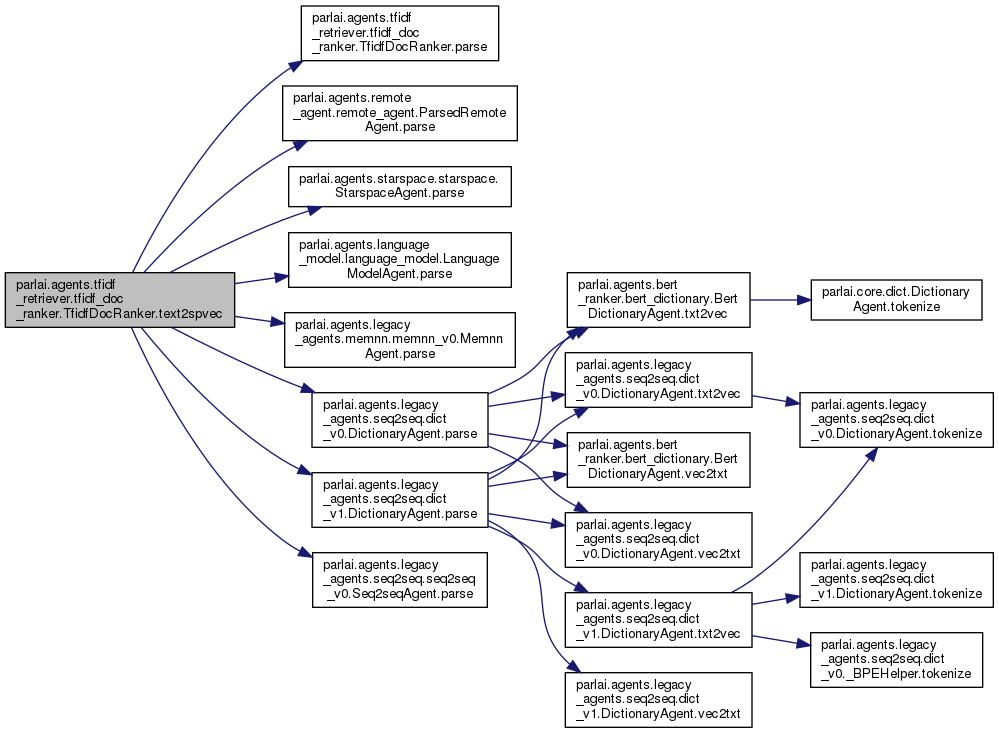 parlai.agents.tfidf
_retriever.tfidf_doc
_ranker.TfidfDocRanker.text2spvec
parlai.agents.tfidf
_retriever.tfidf_doc
_ranker.TfidfDocRanker.parse
parlai.agents.remote
_agent.remote_agent.ParsedRemote
Agent.parse
parlai.agents.starspace.starspace.
StarspaceAgent.parse
parlai.agents.language
_model.language_model.Language
ModelAgent.parse
parlai.agents.legacy
_agents.memnn.memnn_v0.Memnn
Agent.parse
parlai.agents.legacy
_agents.seq2seq.dict
_v0.DictionaryAgent.parse
parlai.agents.legacy
_agents.seq2seq.dict
_v1.DictionaryAgent.parse
parlai.agents.legacy
_agents.seq2seq.seq2seq
_v0.Seq2seqAgent.parse
parlai.agents.bert
_ranker.bert_dictionary.Bert
DictionaryAgent.txt2vec
parlai.agents.legacy
_agents.seq2seq.dict
_v0.DictionaryAgent.txt2vec
parlai.agents.bert
_ranker.bert_dictionary.Bert
DictionaryAgent.vec2txt
parlai.agents.legacy
_agents.seq2seq.dict
_v0.DictionaryAgent.vec2txt
parlai.agents.legacy
_agents.seq2seq.dict
_v1.DictionaryAgent.txt2vec
parlai.agents.legacy
_agents.seq2seq.dict
_v1.DictionaryAgent.vec2txt
parlai.core.dict.Dictionary
Agent.tokenize
parlai.agents.legacy
_agents.seq2seq.dict
_v0.DictionaryAgent.tokenize
parlai.agents.legacy
_agents.seq2seq.dict
_v1.DictionaryAgent.tokenize
parlai.agents.legacy
_agents.seq2seq.dict
_v0._BPEHelper.tokenize